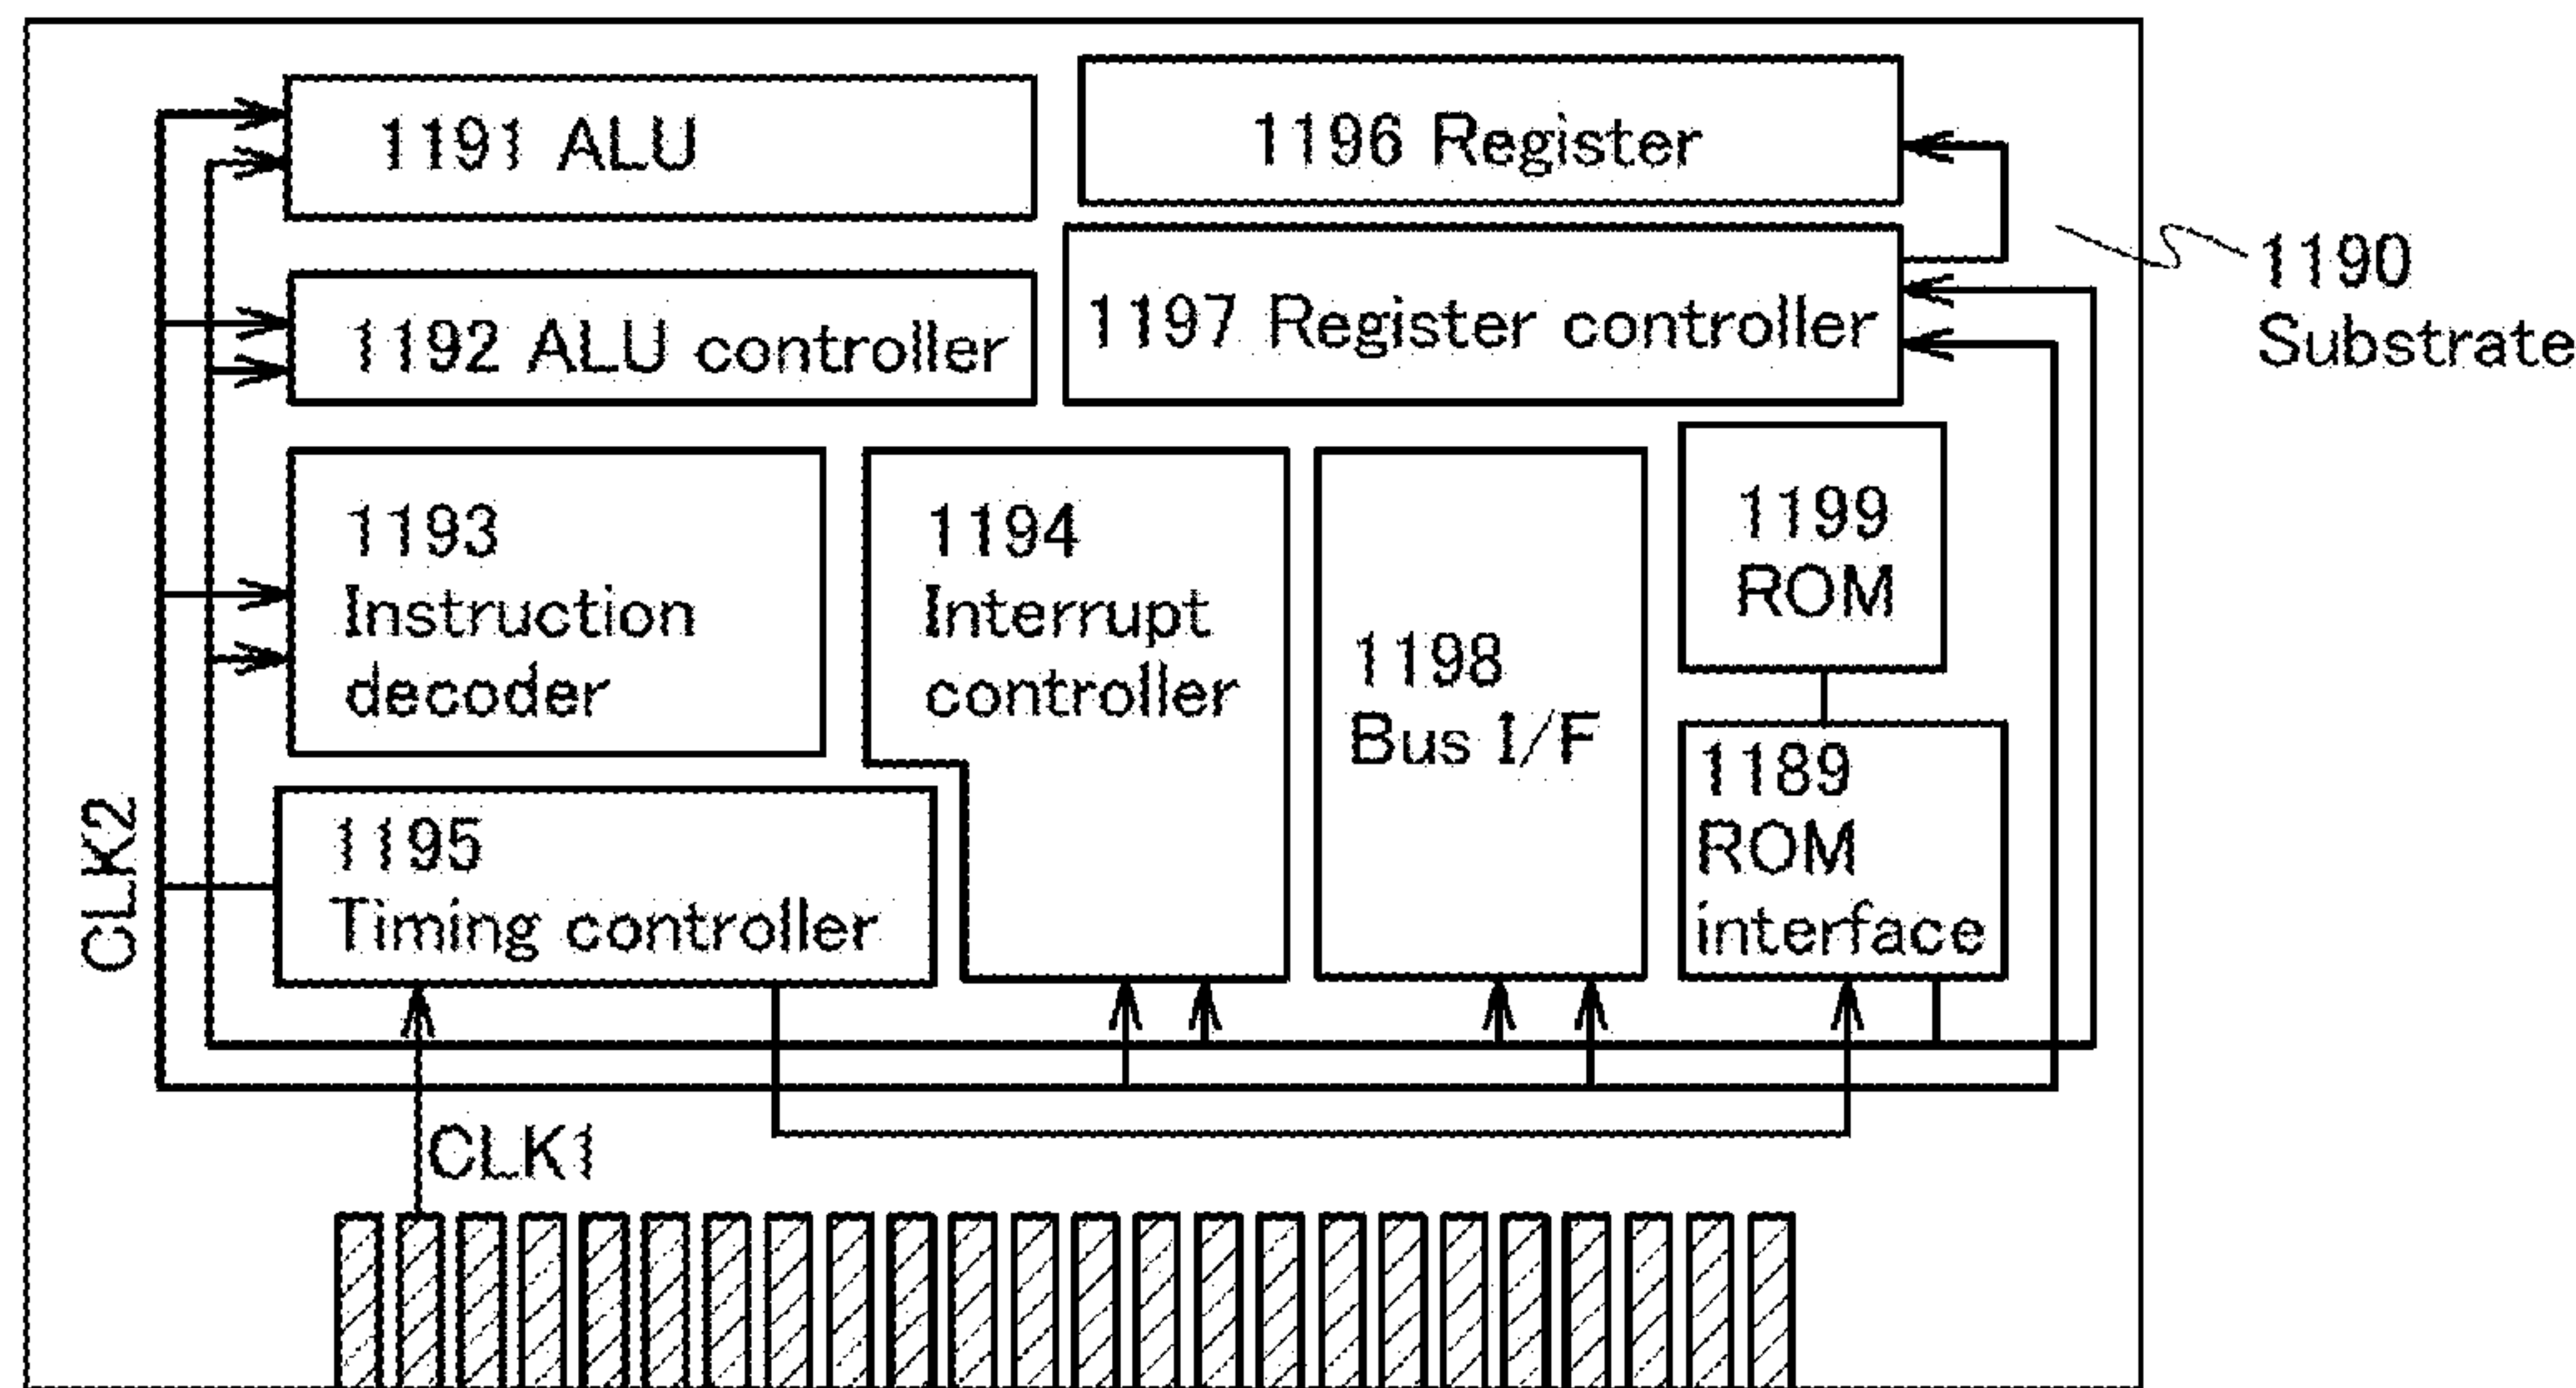 1191 ALU
1196 Register
1190
Substrate
1192 ALU controller
1197 Register controller
1193
Instruction
decoder
1194
Interrupt
controller
1198
Bus I/F
1199
ROM
1189
ROM
interface
1195
Timing controller
CLK2
CLK1